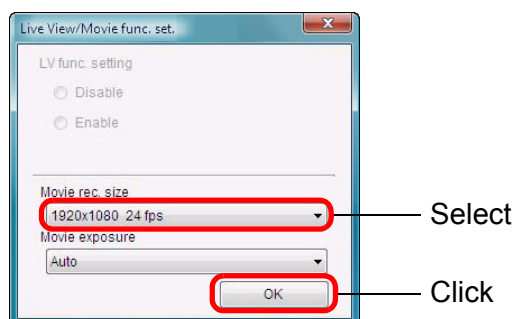 Live View/Movie func. set.
LV func. setting
Disable
Enable
Movie rec. size
1920x1080 24 fps
Select
Movie exposure
Auto
OK
Click